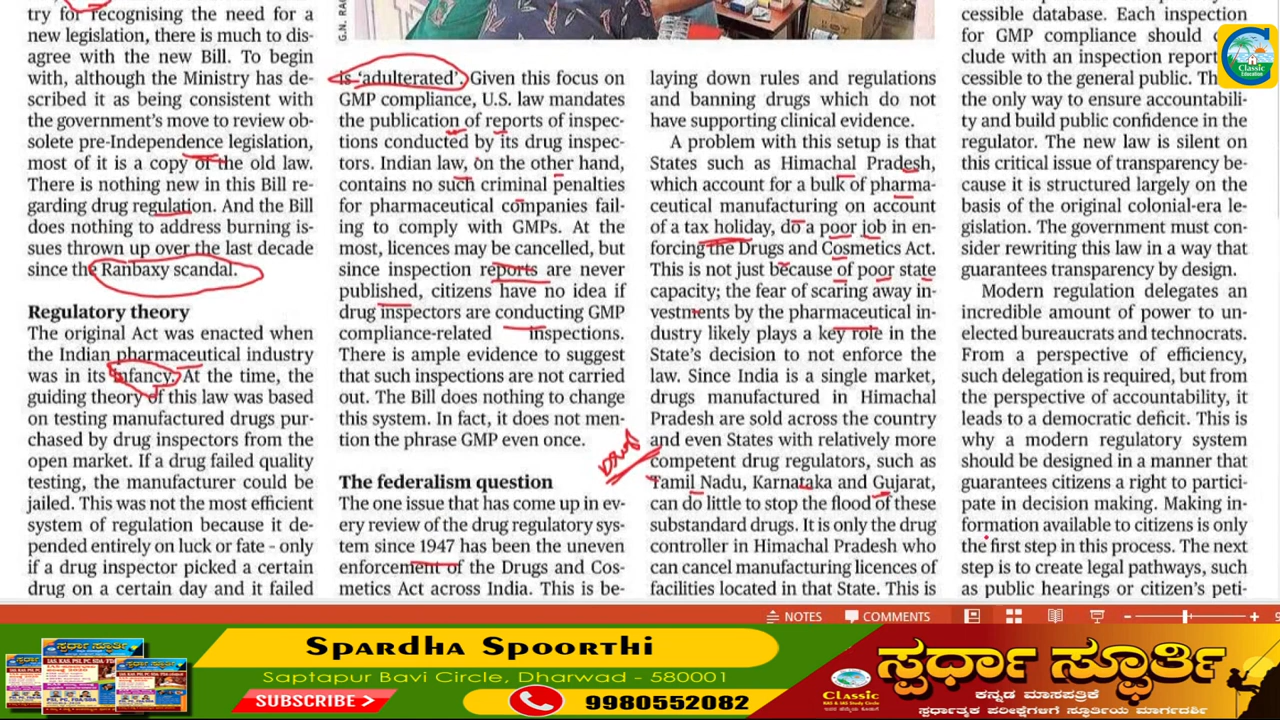 try for recognising the need for a
new legislation, there is much to dis-
agree with the new Bill. To begin
with, although the Ministry has de-
scribed it as being consistent with
the government's move to review ob-
solete pre-Independence legislation,
most of it is a copy of the old law.
There is nothing new in this Bill re-
garding drug regulation. And the Bill
does nothing to address burning is-
sues thrown up over the last decade
since the Ranbaxy scandal.
Regulatory theory
The original Act was enacted when
the Indian pharmaceutical industry
was in its infancy. At the time, the
guiding theory of this law was based
on testing manufactured drugs pur-
chased by drug inspectors from the
open market. If a drug failed quality
testing, the manufacturer could be
jailed. This was not the most efficient
system of regulation because it de-
pended entirely on luck or fate – only
if a drug inspector picked a certain
drug on a certain day and it failed
G.N. RA
is 'adulterated'. Given the focus on
GMP compliance, U.S. law mandates
the publication of reports of inspec-
tions conducted by its drug inspec-
tors. Indian law, on the other hand,
contains no such criminal penalties
for pharmaceutical companies fail-
ing to comply with GMPs. At the
most, licences may be cancelled, but
since inspection reports are never
published, citizens have no idea if
drug inspectors are conducting GMP
compliance-related inspections.
There is ample evidence to suggest
that such inspections are not carried
out. The Bill does nothing to change
this system. In fact, it does not men-
tion the phrase GMP even once.
The federalism question
The one issue that has come up in ev-
ery review of the drug regulatory sys-
tem since 1947 has been the uneven
enforcement of the Drugs and Cos-
metics Act across India. This is be-
Drugs
laying down rules and regulations
and banning drugs which do not
have supporting clinical evidence.
A problem with this setup is that
States such as Himachal Pradesh,
which account for a bulk of pharma-
ceutical manufacturing on account
of a tax holiday, do a poor job in en-
forcing the Drugs and Cosmetics Act.
This is not just because of poor state
capacity; the fear of scaring away in-
vestments by the pharmaceutical in-
dustry likely plays a key role in the
State's decision to not enforce the
law. Since India is a single market,
drugs manufactured in Himachal
Pradesh are sold across the country
and even States with relatively more
competent drug regulators, such as
Tamil Nadu, Karnataka and Gujarat,
can do little to stop the flood of these
substandard drugs. It is only the drug
controller in Himachal Pradesh who
can cancel manufacturing licences of
facilities located in that State. This is
cessible database. Each inspection
for GMP compliance should
clude with an inspection report
essible to the general public.
the only way to ensure accountabili-
ty and build public confidence in the
regulator. The new law is silent on
this critical issue of transparency be-
cause it is structured largely on the
basis of the original colonial-era le-
gislation. The government must con-
sider rewriting this law in a way that
guarantees transparency by design.
Modern regulation delegates an
incredible amount of power to un-
elected bureaucrats and technocrats.
From a perspective of efficiency,
such delegation is required, but from
the perspective of accountability, it
leads to a democratic deficit. This is
why a modern regulatory system
should be designed in a manner that
guarantees citizens a right to partici-
pate in decision making. Making in-
formation available to citizens is only
the first step in this process. The next
step is to create legal pathways, such
as public hearings or citizen's peti-
Classic
Education
NOTES COMMENTS
Spardha Spoorthi
Saptapur Bavi Circle, Dharwad - 580001
SUBSCRIBE
9980552082
Classic
KAS & IAS Study Circle
ಸ್ಪರ್ಧಾ ಸ್ಫೂರ್ತಿ
ಕನ್ನಡ ಮಾಸಪತ್ರಿಕೆ
ಸ್ಪರ್ಧಾತ್ಮಕ ಪರೀಕ್ಷೆಗಳಿಗೆ ಸ್ಫೂರ್ತಿಯ ಮಾರ್ಗದರ್ಶಿ